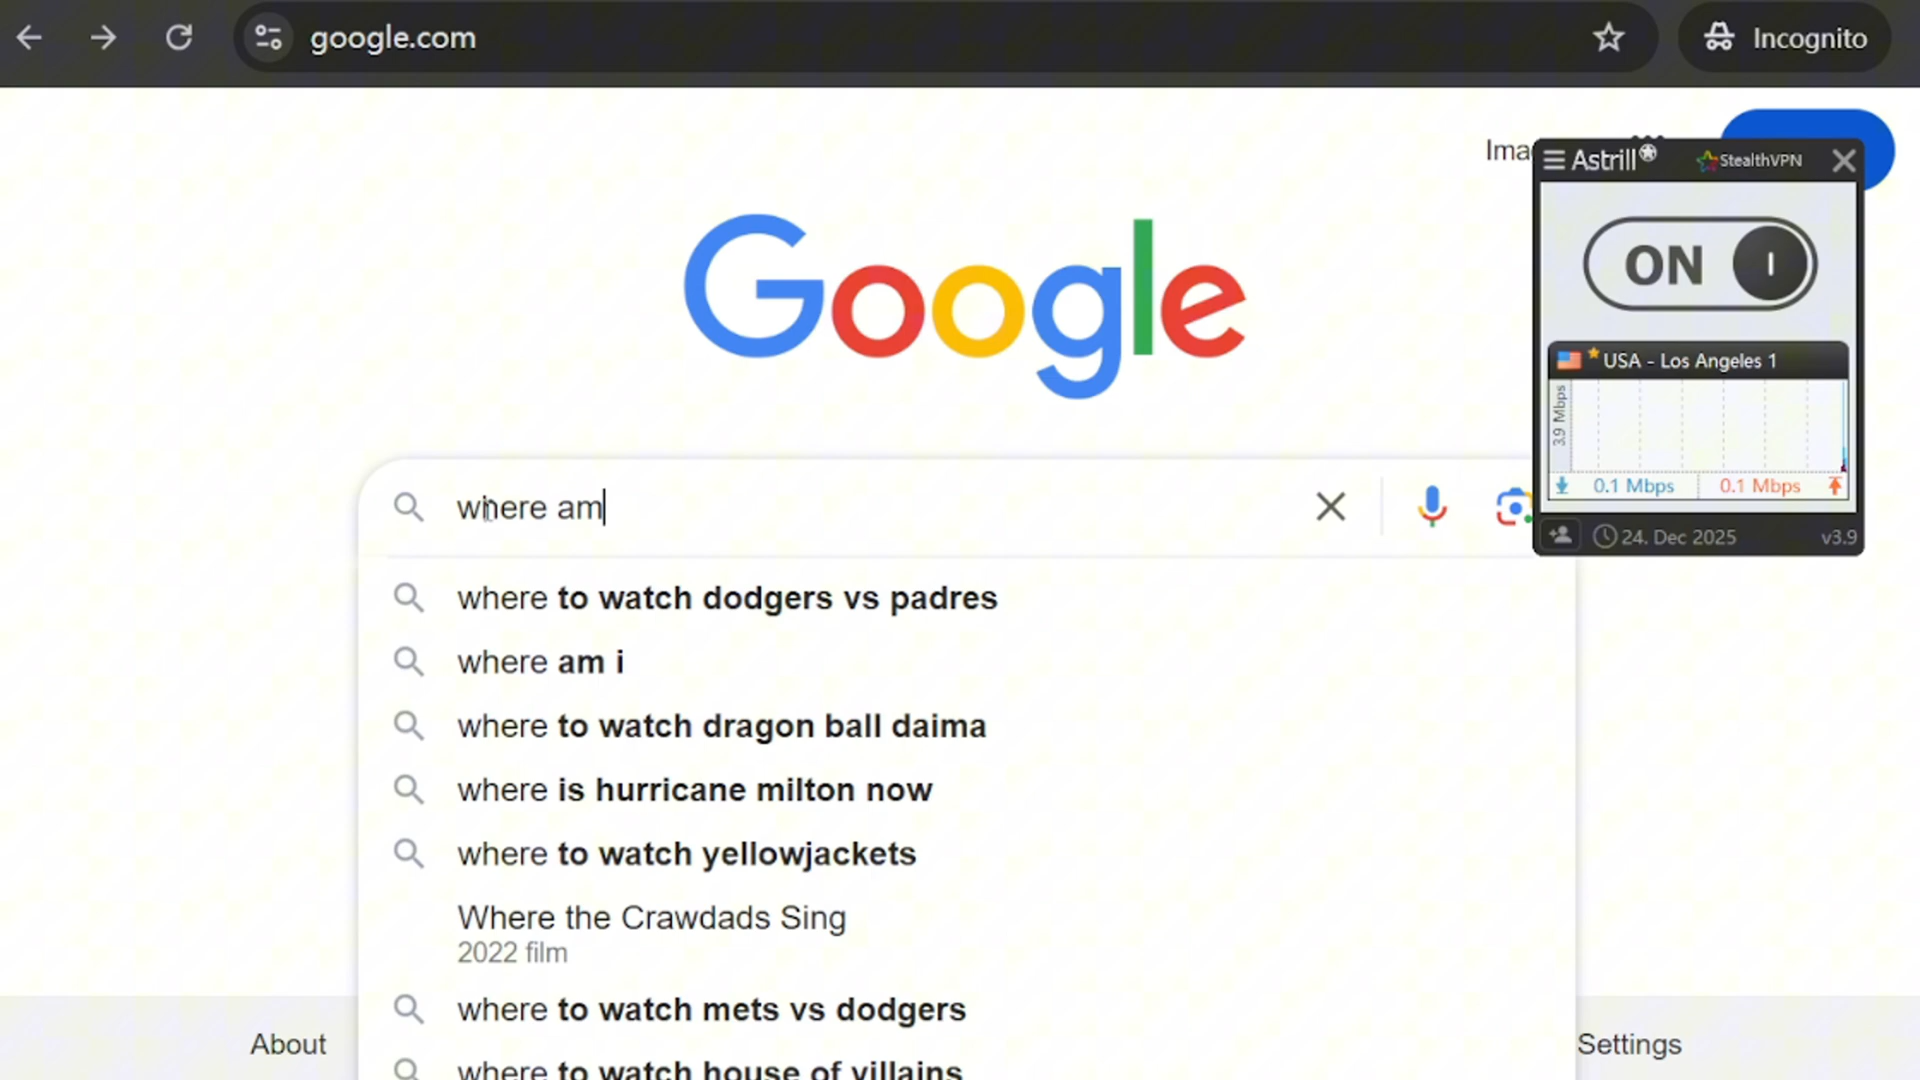 google.com
Incognito
Ima
Astrill
StealthVPN
ON
Google
USA - Los Angeles 1
3.9 Mbps
0.1 Mbps
0.1 Mbps
24. Dec 2025
v3.9
where am
where to watch dodgers vs padres
where am i
where to watch dragon ball daima
where is hurricane milton now
where to watch yellowjackets
Where the Crawdads Sing
2022 film
where to watch mets vs dodgers
where to watch house of villains
About
Settings